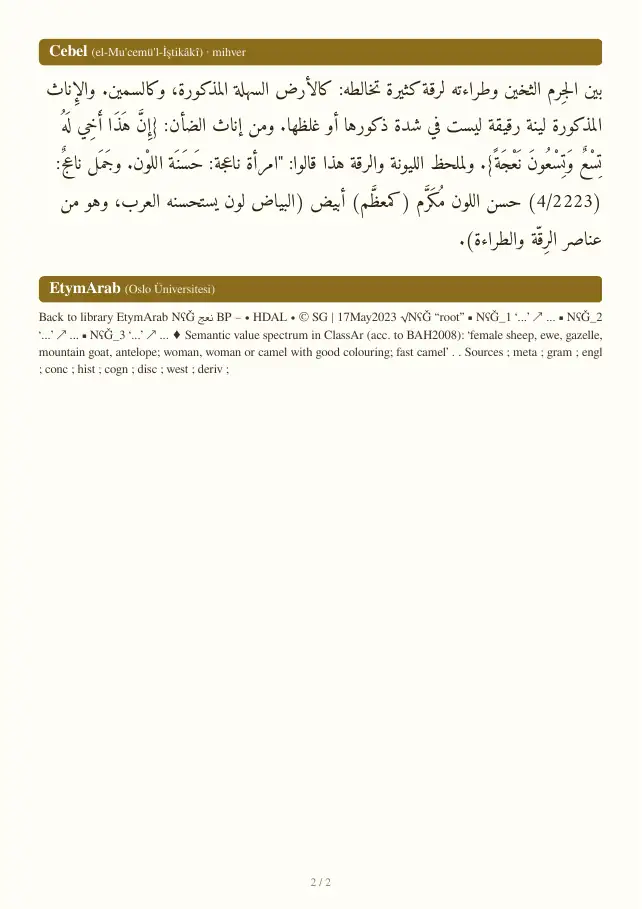 Cebel (el-Mu'cemü'l-İştikâkî) · mihver
بين الجِرم الثخين وطراءته لرقة كثيرة تخالطه: كالأرض السهلة المذكورة، وكالسمين. والإِناث
المذكورة لينة رقيقة ليست في شدة ذكورها أو غلظها. ومن إناث الضأن: {إِنَّ هَذَا أَخِي لَهُ
تِسْعٌ وَتِسْعُونَ نَعْجَةً}. ولملحظ الليونة والرقة هذا قالوا: "امرأة ناعجة: حَسَنَة اللوْن. وجَمَل ناعِجٌ:
(4/2223) حسن اللون مُكَرَّم (كمعظَّم) أبيض (البياض لون يستحسنه العرب، وهو من
عناصر الرِقّة والطراءة).
EtymArab (Oslo Üniversitesi)
Back to library EtymArab NʕĞ نعج BP – • HDAL • © SG | 17May2023 √NʕĞ “root” ▪ NʕĞ_1 ‘...’ ↗ ... ▪ NʕĞ_2
‘...’ ↗ ... ▪ NʕĞ_3 ‘...’ ↗ ... ♦ Semantic value spectrum in ClassAr (acc. to BAH2008): ‘female sheep, ewe, gazelle,
mountain goat, antelope; woman, woman or camel with good colouring; fast camel’ . . Sources ; meta ; gram ; engl
; conc ; hist ; cogn ; disc ; west ; deriv ;
2 / 2